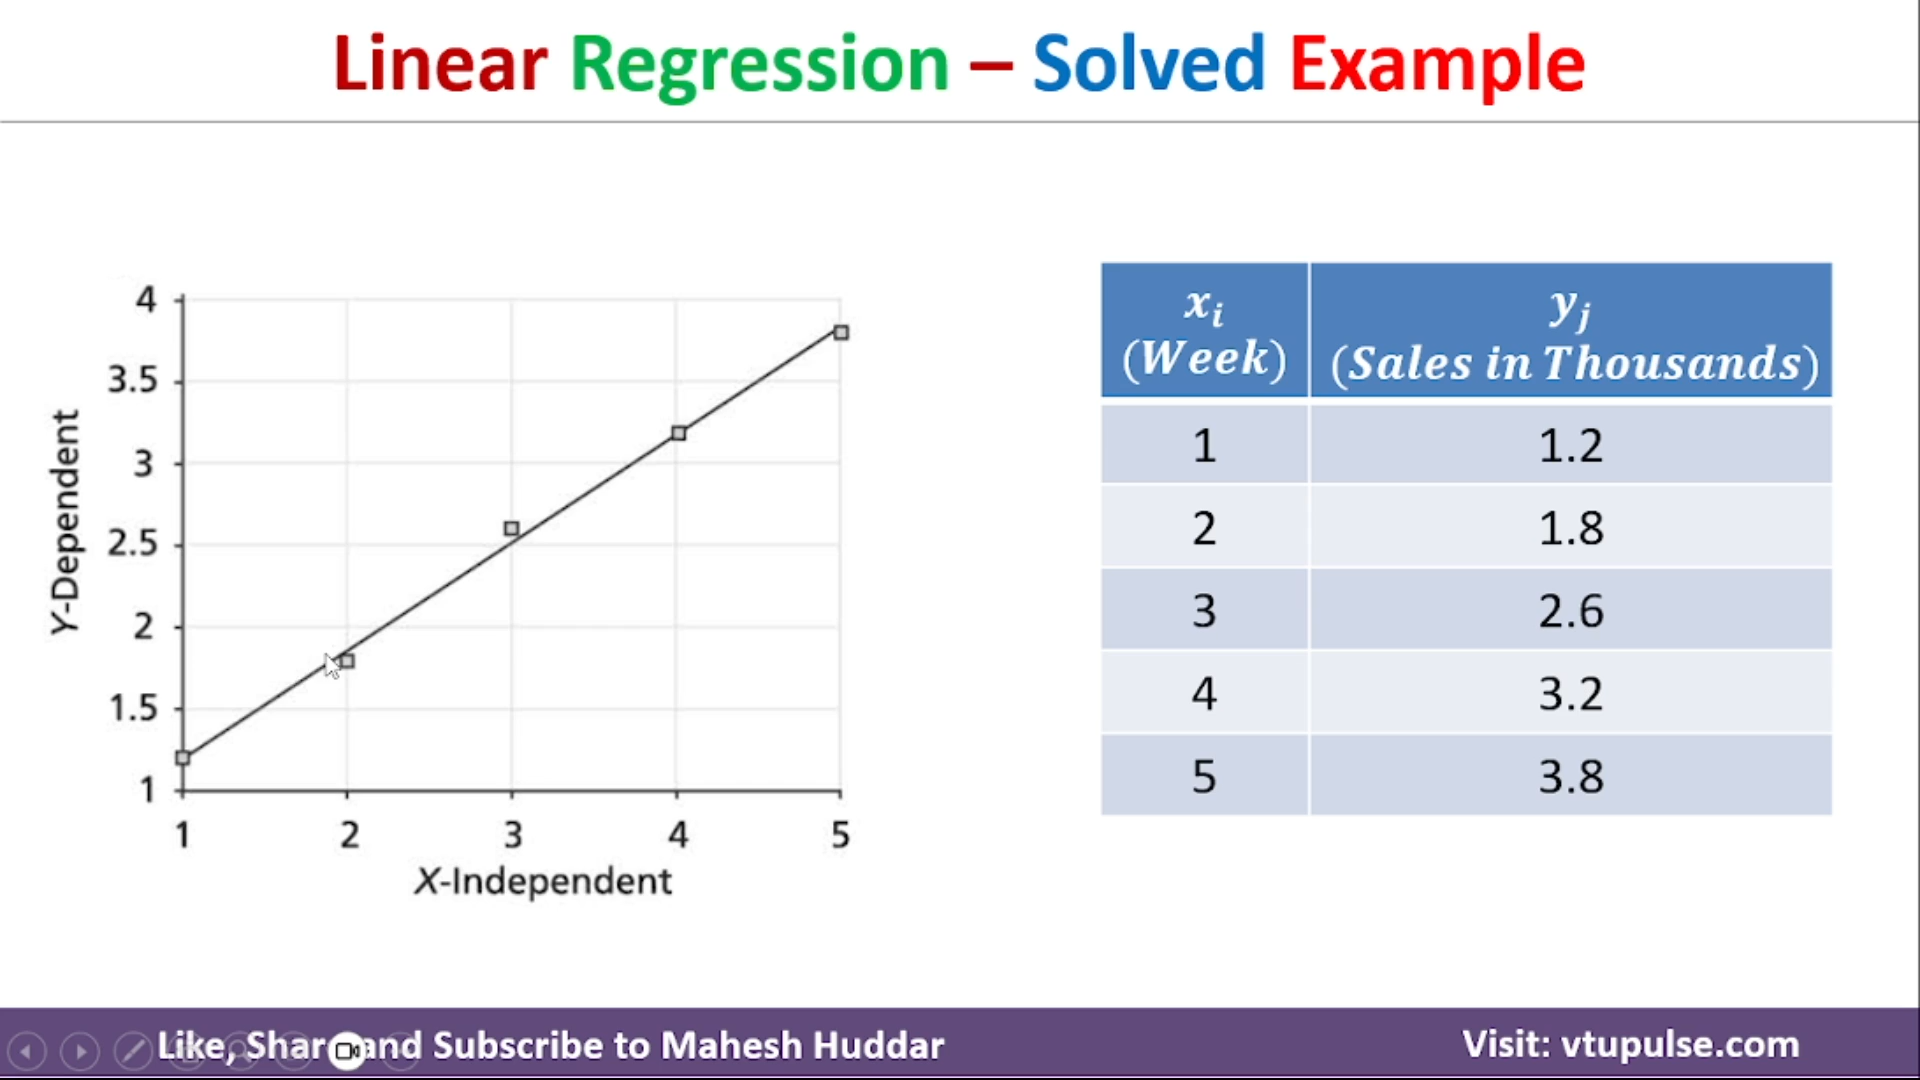 Linear Regression – Solved Example
4
3.5
3
2.5
2
1.5
1
Y-Dependent
1 2 3 4 5
X-Independent
xᵢ yⱼ
(Week) (Sales in Thousands)
1 1.2
2 1.8
3 2.6
4 3.2
5 3.8
Like, Share and Subscribe to Mahesh Huddar
Visit: vtupulse.com